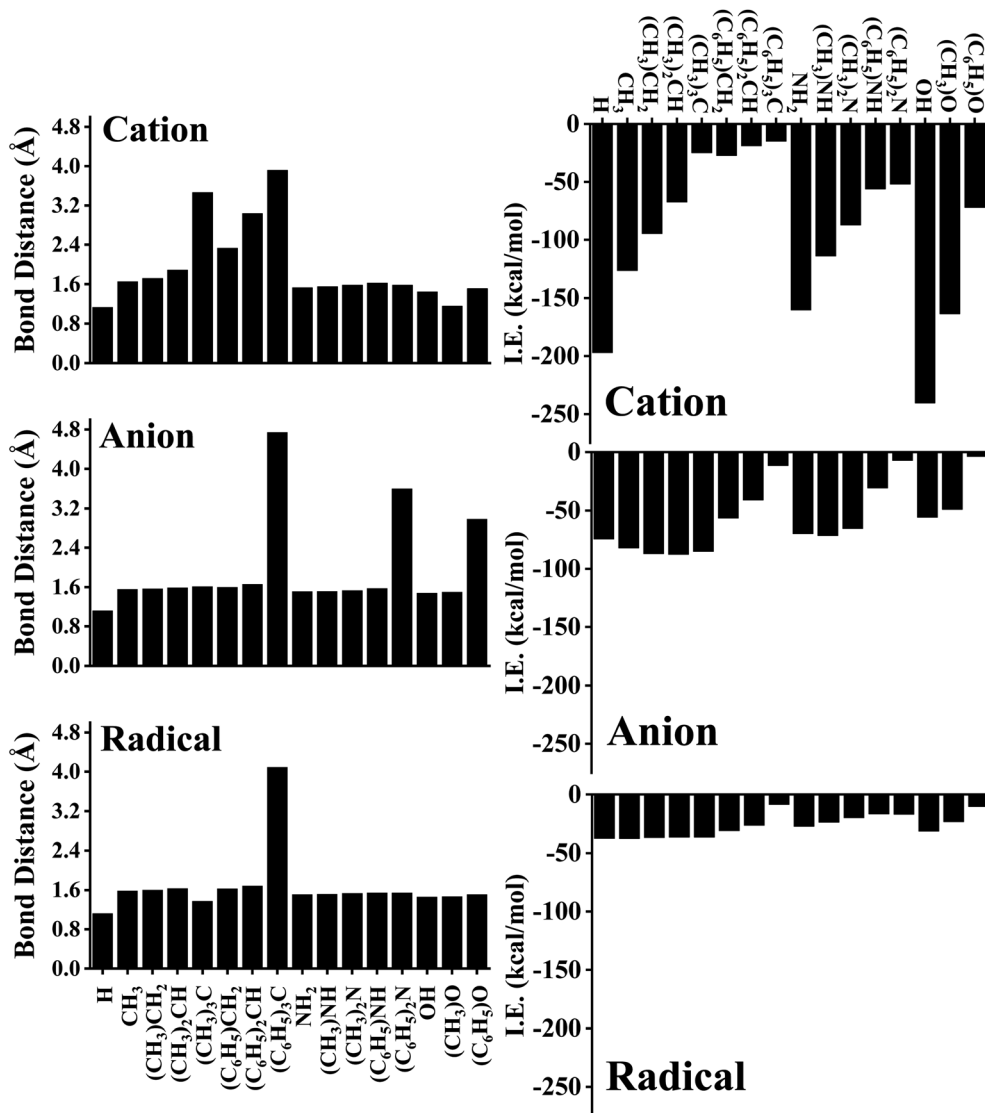 Cation
Bond Distance (Å)
4.8
4.0
3.2
2.4
1.6
0.8
0.0
Anion
Bond Distance (Å)
4.8
4.0
3.2
2.4
1.6
0.8
0.0
Radical
Bond Distance (Å)
4.8
4.0
3.2
2.4
1.6
0.8
0.0
H
CH₃
(CH₃)CH₂
(CH₃)₂CH
(CH₃)₃C
(C₆H₅)CH₂
(C₆H₅)₂CH
(C₆H₅)₃C
NH₂
(CH₃)NH
(CH₃)₂N
(C₆H₅)NH
(C₆H₅)₂N
OH
(CH₃)O
(C₆H₅)O
H
CH₃
(CH₃)CH₂
(CH₃)₂CH
(CH₃)₃C
(C₆H₅)CH₂
(C₆H₅)₂CH
(C₆H₅)₃C
NH₂
(CH₃)NH
(CH₃)₂N
(C₆H₅)NH
(C₆H₅)₂N
OH
(CH₃)O
(C₆H₅)O
I.E. (kcal/mol)
0
-50
-100
-150
-200
-250
Cation
I.E. (kcal/mol)
0
-50
-100
-150
-200
-250
Anion
I.E. (kcal/mol)
0
-50
-100
-150
-200
-250
Radical